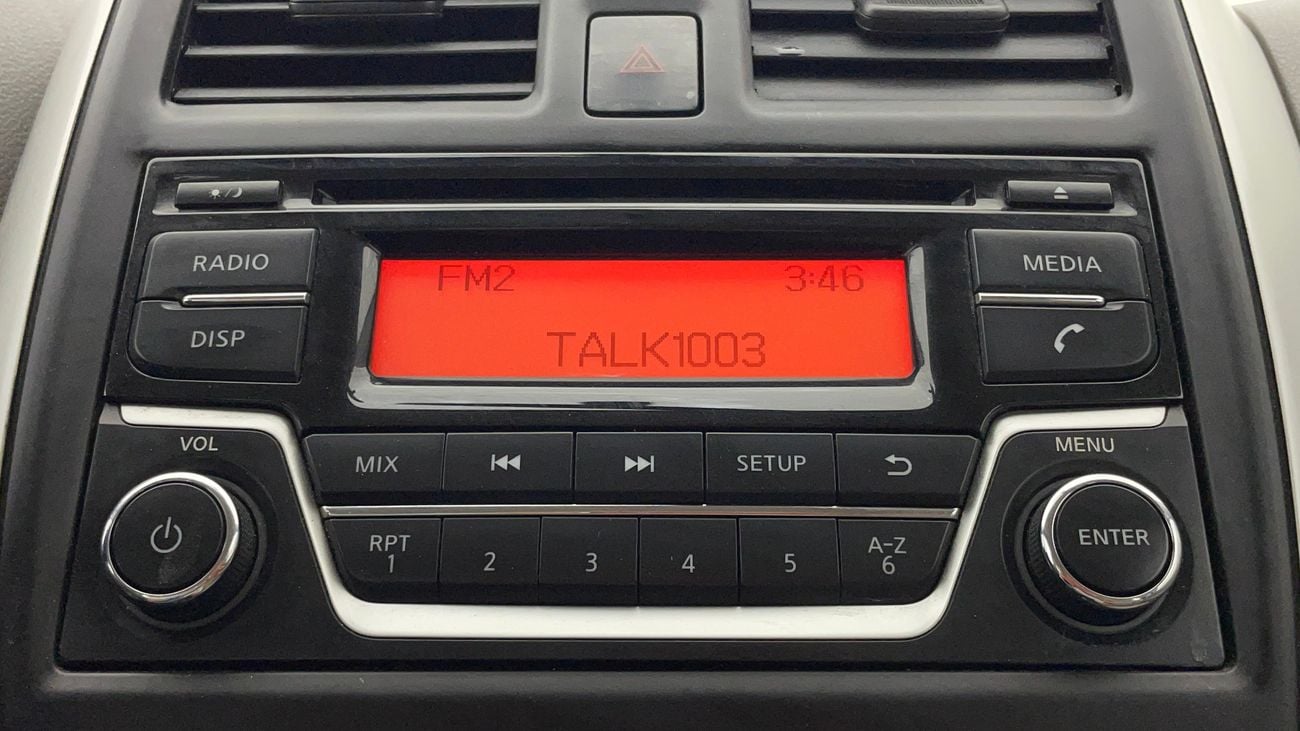 RADIO
DISP
FM2 3:46
TALK1003
MEDIA
VOL
MIX
SETUP
MENU
RPT
1
2
3
4
5
A-Z
6
ENTER